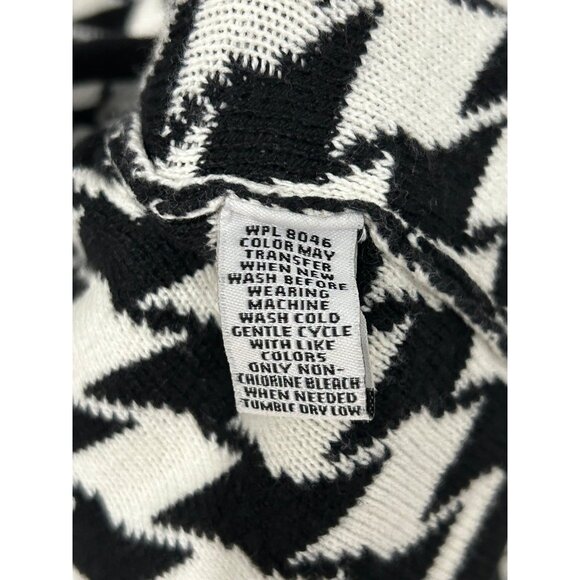 WPL 8046
COLOR MAY
TRANSFER
WHEN NEW
WASH BEFORE
WEARING
MACHINE
WASH COLD
GENTLE CYCLE
WITH LIKE
COLORS
ONLY NON-
CHLORINE BLEACH
WHEN NEEDED
TUMBLE DRY LOW